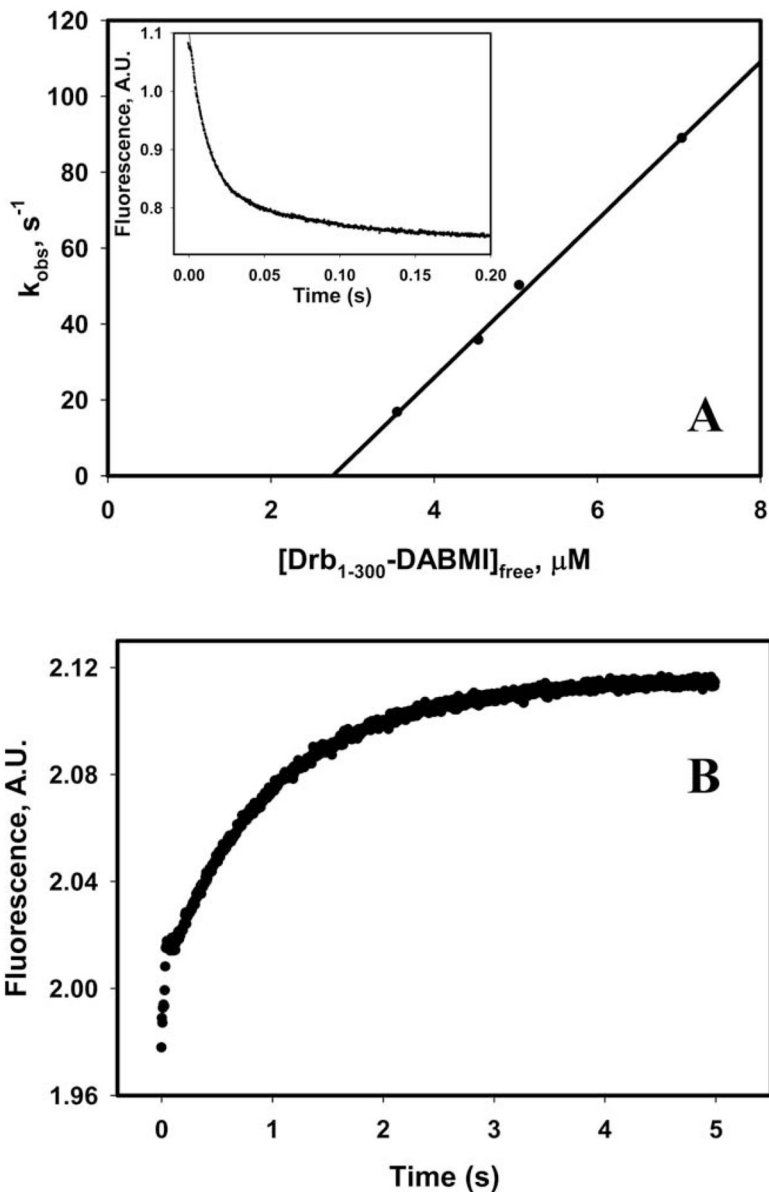 120
100
80
60
40
20
0
k_obs, s⁻¹
1.1
1.0
0.9
0.8
Fluorescence, A.U.
0.00 0.05 0.10 0.15 0.20
Time (s)
A
0 2 4 6 8
[Drb₁₋₃₀₀-DABMI]_free, μM
2.12
2.08
2.04
2.00
1.96
Fluorescence, A.U.
B
0 1 2 3 4 5
Time (s)